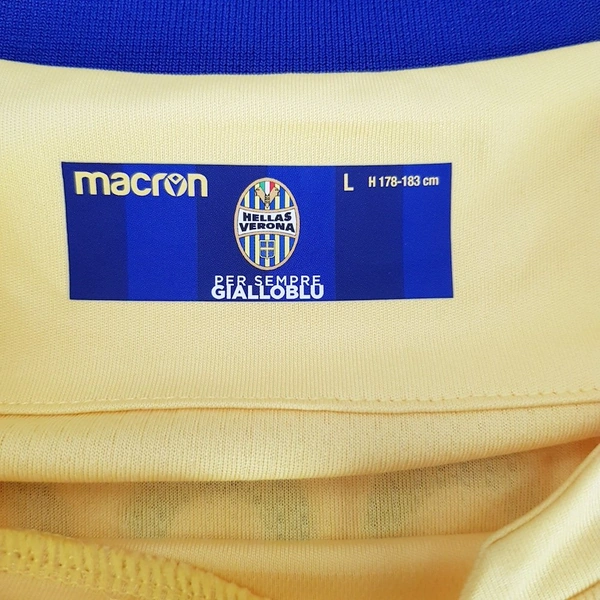 macron
L H 178-183 cm
HELLAS
VERONA
PER SEMPRE
GIALLOBLU